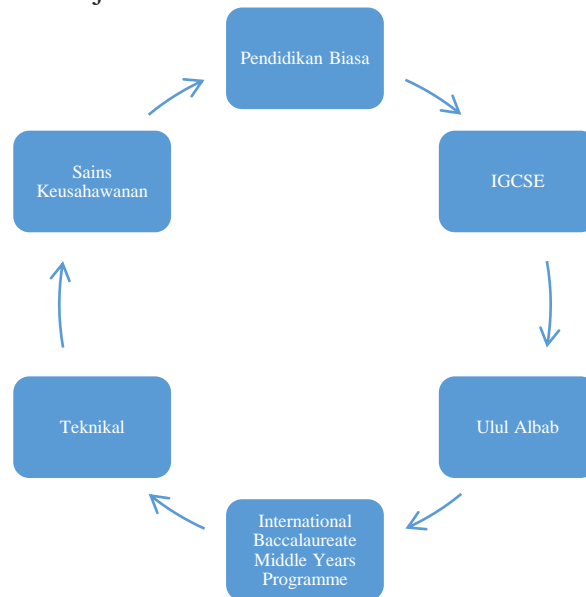 Pendidikan Biasa
IGCSE
Ulul Albab
International
Baccalaureate
Middle Years
Programme
Teknikal
Sains
Keusahawanan